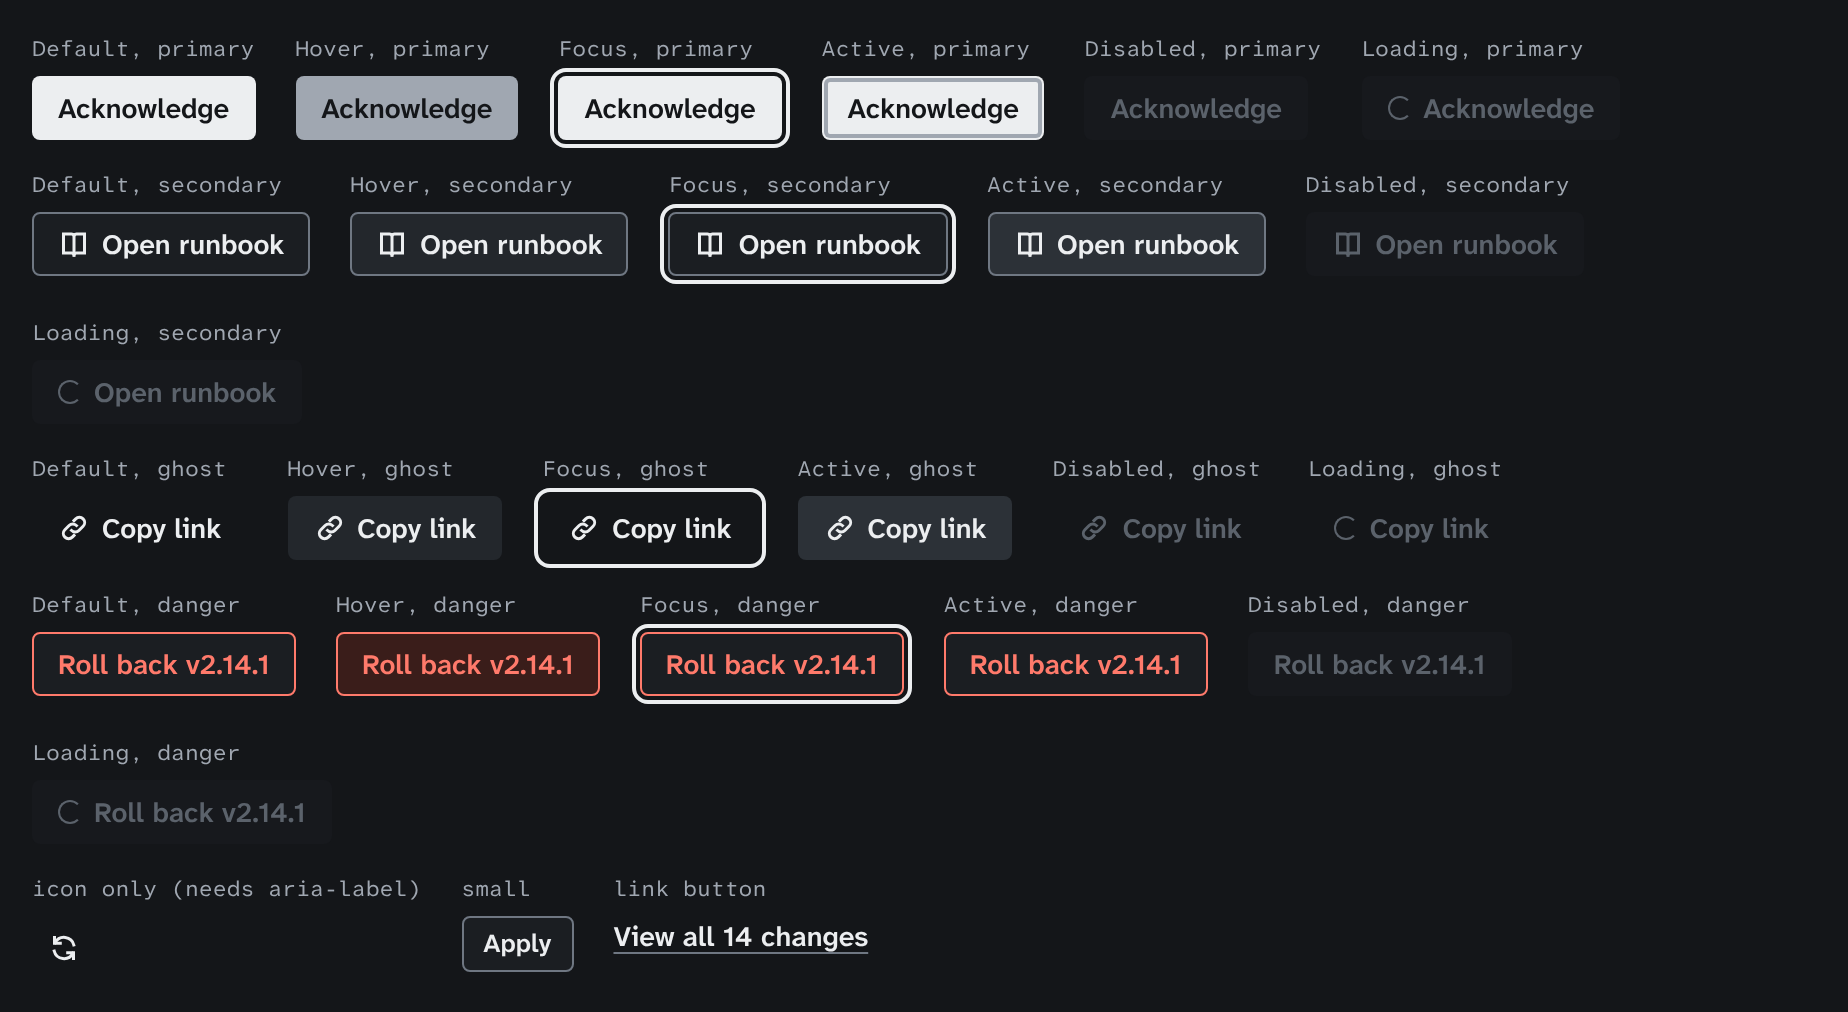 Default, primary Hover, primary Focus, primary Active, primary Disabled, primary Loading, primary
Acknowledge Acknowledge Acknowledge Acknowledge Acknowledge Acknowledge
Default, secondary Hover, secondary Focus, secondary Active, secondary Disabled, secondary
Open runbook Open runbook Open runbook Open runbook Open runbook
Loading, secondary
Open runbook
Default, ghost Hover, ghost Focus, ghost Active, ghost Disabled, ghost Loading, ghost
Copy link Copy link Copy link Copy link Copy link Copy link
Default, danger Hover, danger Focus, danger Active, danger Disabled, danger
Roll back v2.14.1 Roll back v2.14.1 Roll back v2.14.1 Roll back v2.14.1 Roll back v2.14.1
Loading, danger
Roll back v2.14.1
icon only (needs aria-label) small link button
Apply View all 14 changes